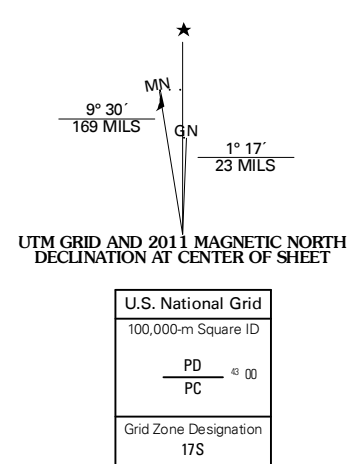 ★
MN
9° 30´
169 MILS
GN
1° 17´
23 MILS
UTM GRID AND 2011 MAGNETIC NORTH
DECLINATION AT CENTER OF SHEET
U.S. National Grid
100,000-m Square ID
PD
43 00
PC
Grid Zone Designation
17S